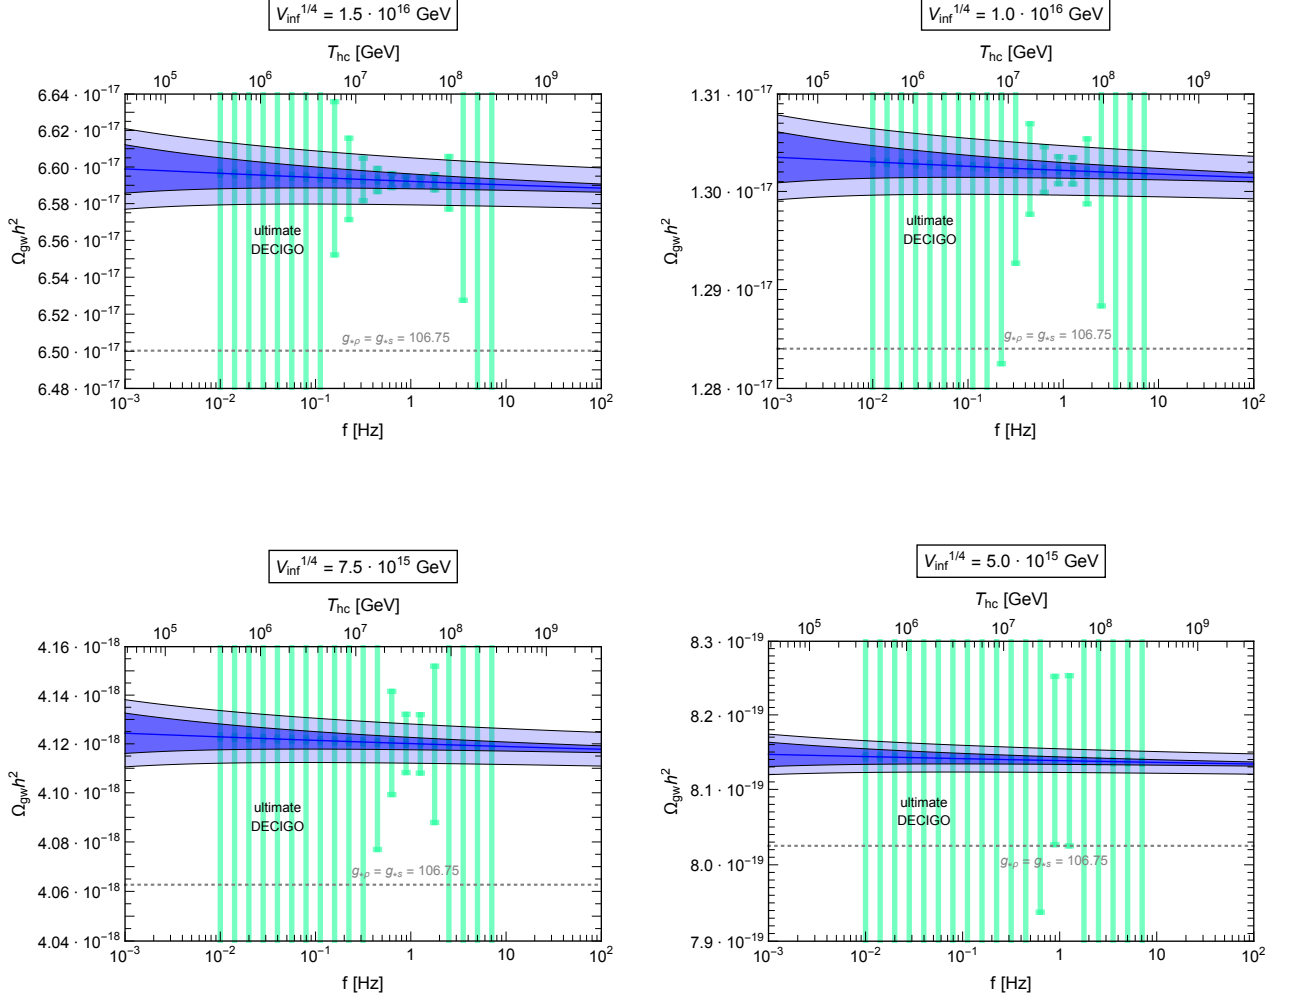 V_inf^1/4 = 1.5 · 10^16 GeV
T_hc [GeV]
10^5 10^6 10^7 10^8 10^9
6.64 · 10^-17
6.62 · 10^-17
6.60 · 10^-17
6.58 · 10^-17
6.56 · 10^-17
6.54 · 10^-17
6.52 · 10^-17
6.50 · 10^-17
6.48 · 10^-17
Ω_gw h^2
ultimate
DECIGO
g_*ρ = g_*s = 106.75
10^-3 10^-2 10^-1 1 10 10^2
f [Hz]
V_inf^1/4 = 1.0 · 10^16 GeV
T_hc [GeV]
10^5 10^6 10^7 10^8 10^9
1.31 · 10^-17
1.30 · 10^-17
1.29 · 10^-17
1.28 · 10^-17
Ω_gw h^2
ultimate
DECIGO
g_*ρ = g_*s = 106.75
10^-3 10^-2 10^-1 1 10 10^2
f [Hz]
V_inf^1/4 = 7.5 · 10^15 GeV
T_hc [GeV]
10^5 10^6 10^7 10^8 10^9
4.16 · 10^-18
4.14 · 10^-18
4.12 · 10^-18
4.10 · 10^-18
4.08 · 10^-18
4.06 · 10^-18
4.04 · 10^-18
Ω_gw h^2
ultimate
DECIGO
g_*ρ = g_*s = 106.75
10^-3 10^-2 10^-1 1 10 10^2
f [Hz]
V_inf^1/4 = 5.0 · 10^15 GeV
T_hc [GeV]
10^5 10^6 10^7 10^8 10^9
8.3 · 10^-19
8.2 · 10^-19
8.1 · 10^-19
8.0 · 10^-19
7.9 · 10^-19
Ω_gw h^2
ultimate
DECIGO
g_*ρ = g_*s = 106.75
10^-3 10^-2 10^-1 1 10 10^2
f [Hz]